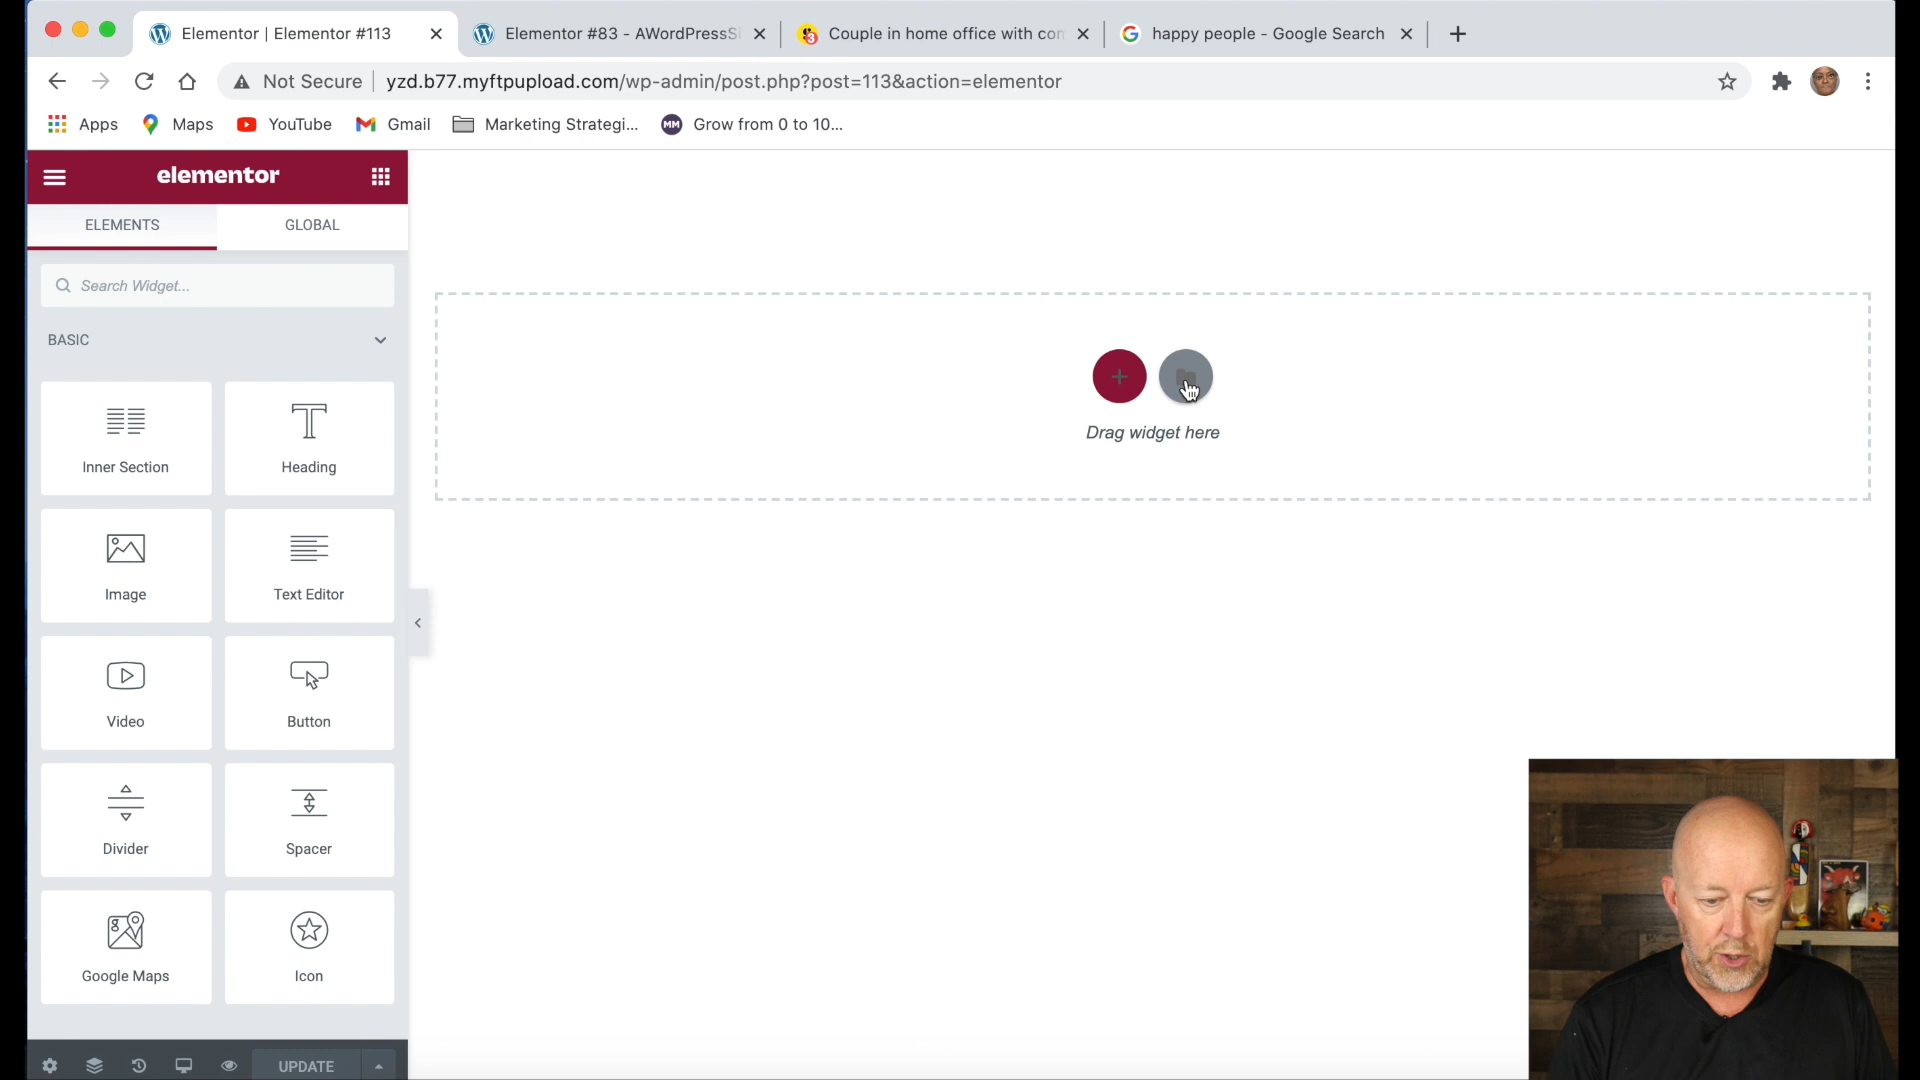 Elementor | Elementor #113
Elementor #83 - AWordPressSi
Couple in home office with con
happy people - Google Search
Not Secure
yzd.b77.myftpupload.com/wp-admin/post.php?post=113&action=elementor
Apps
Maps
YouTube
Gmail
Marketing Strategi...
MM
Grow from 0 to 10...
elementor
ELEMENTS
GLOBAL
Search Widget...
BASIC
Inner Section
Heading
Image
Text Editor
Video
Button
Divider
Spacer
Google Maps
Icon
Drag widget here
UPDATE